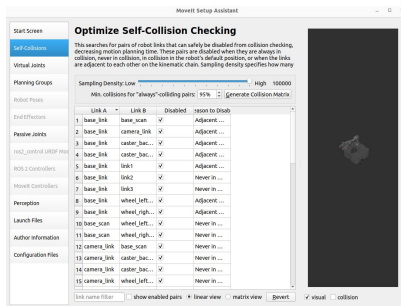 MoveIt Setup Assistant
Start Screen
Self-Collisions
Virtual Joints
Planning Groups
Robot Poses
End Effectors
Passive Joints
ros2_control URDF Mod
ROS 2 Controllers
MoveIt Controllers
Perception
Launch Files
Author Information
Configuration Files
Optimize Self-Collision Checking
This searches for pairs of robot links that can safely be disabled from collision checking,
decreasing motion planning time. These pairs are disabled when they are always in
collision, never in collision, in collision in the robot's default position, or when the links
are adjacent to each other on the kinematic chain. Sampling density specifies how many
Sampling Density: Low High 100000
Min. collisions for "always"-colliding pairs: 95% Generate Collision Matrix
Link A Link B Disabled ason to Disab
1 base_link base_scan Adjacent ...
2 base_link camera_link Adjacent ...
3 base_link caster_bac... Adjacent ...
4 base_link caster_bac... Adjacent ...
5 base_link link1 Adjacent ...
6 base_link link2 Never in ...
7 base_link link3 Never in ...
8 base_link wheel_left... Adjacent ...
9 base_link wheel_righ... Adjacent ...
10 base_scan wheel_left... Never in ...
11 base_scan wheel_righ... Never in ...
12 camera_link base_scan Never in ...
13 camera_link caster_bac... Never in ...
14 camera_link caster_bac... Never in ...
15 camera_link wheel_left... Never in ...
link name filter show enabled pairs linear view matrix view Revert
visual collision